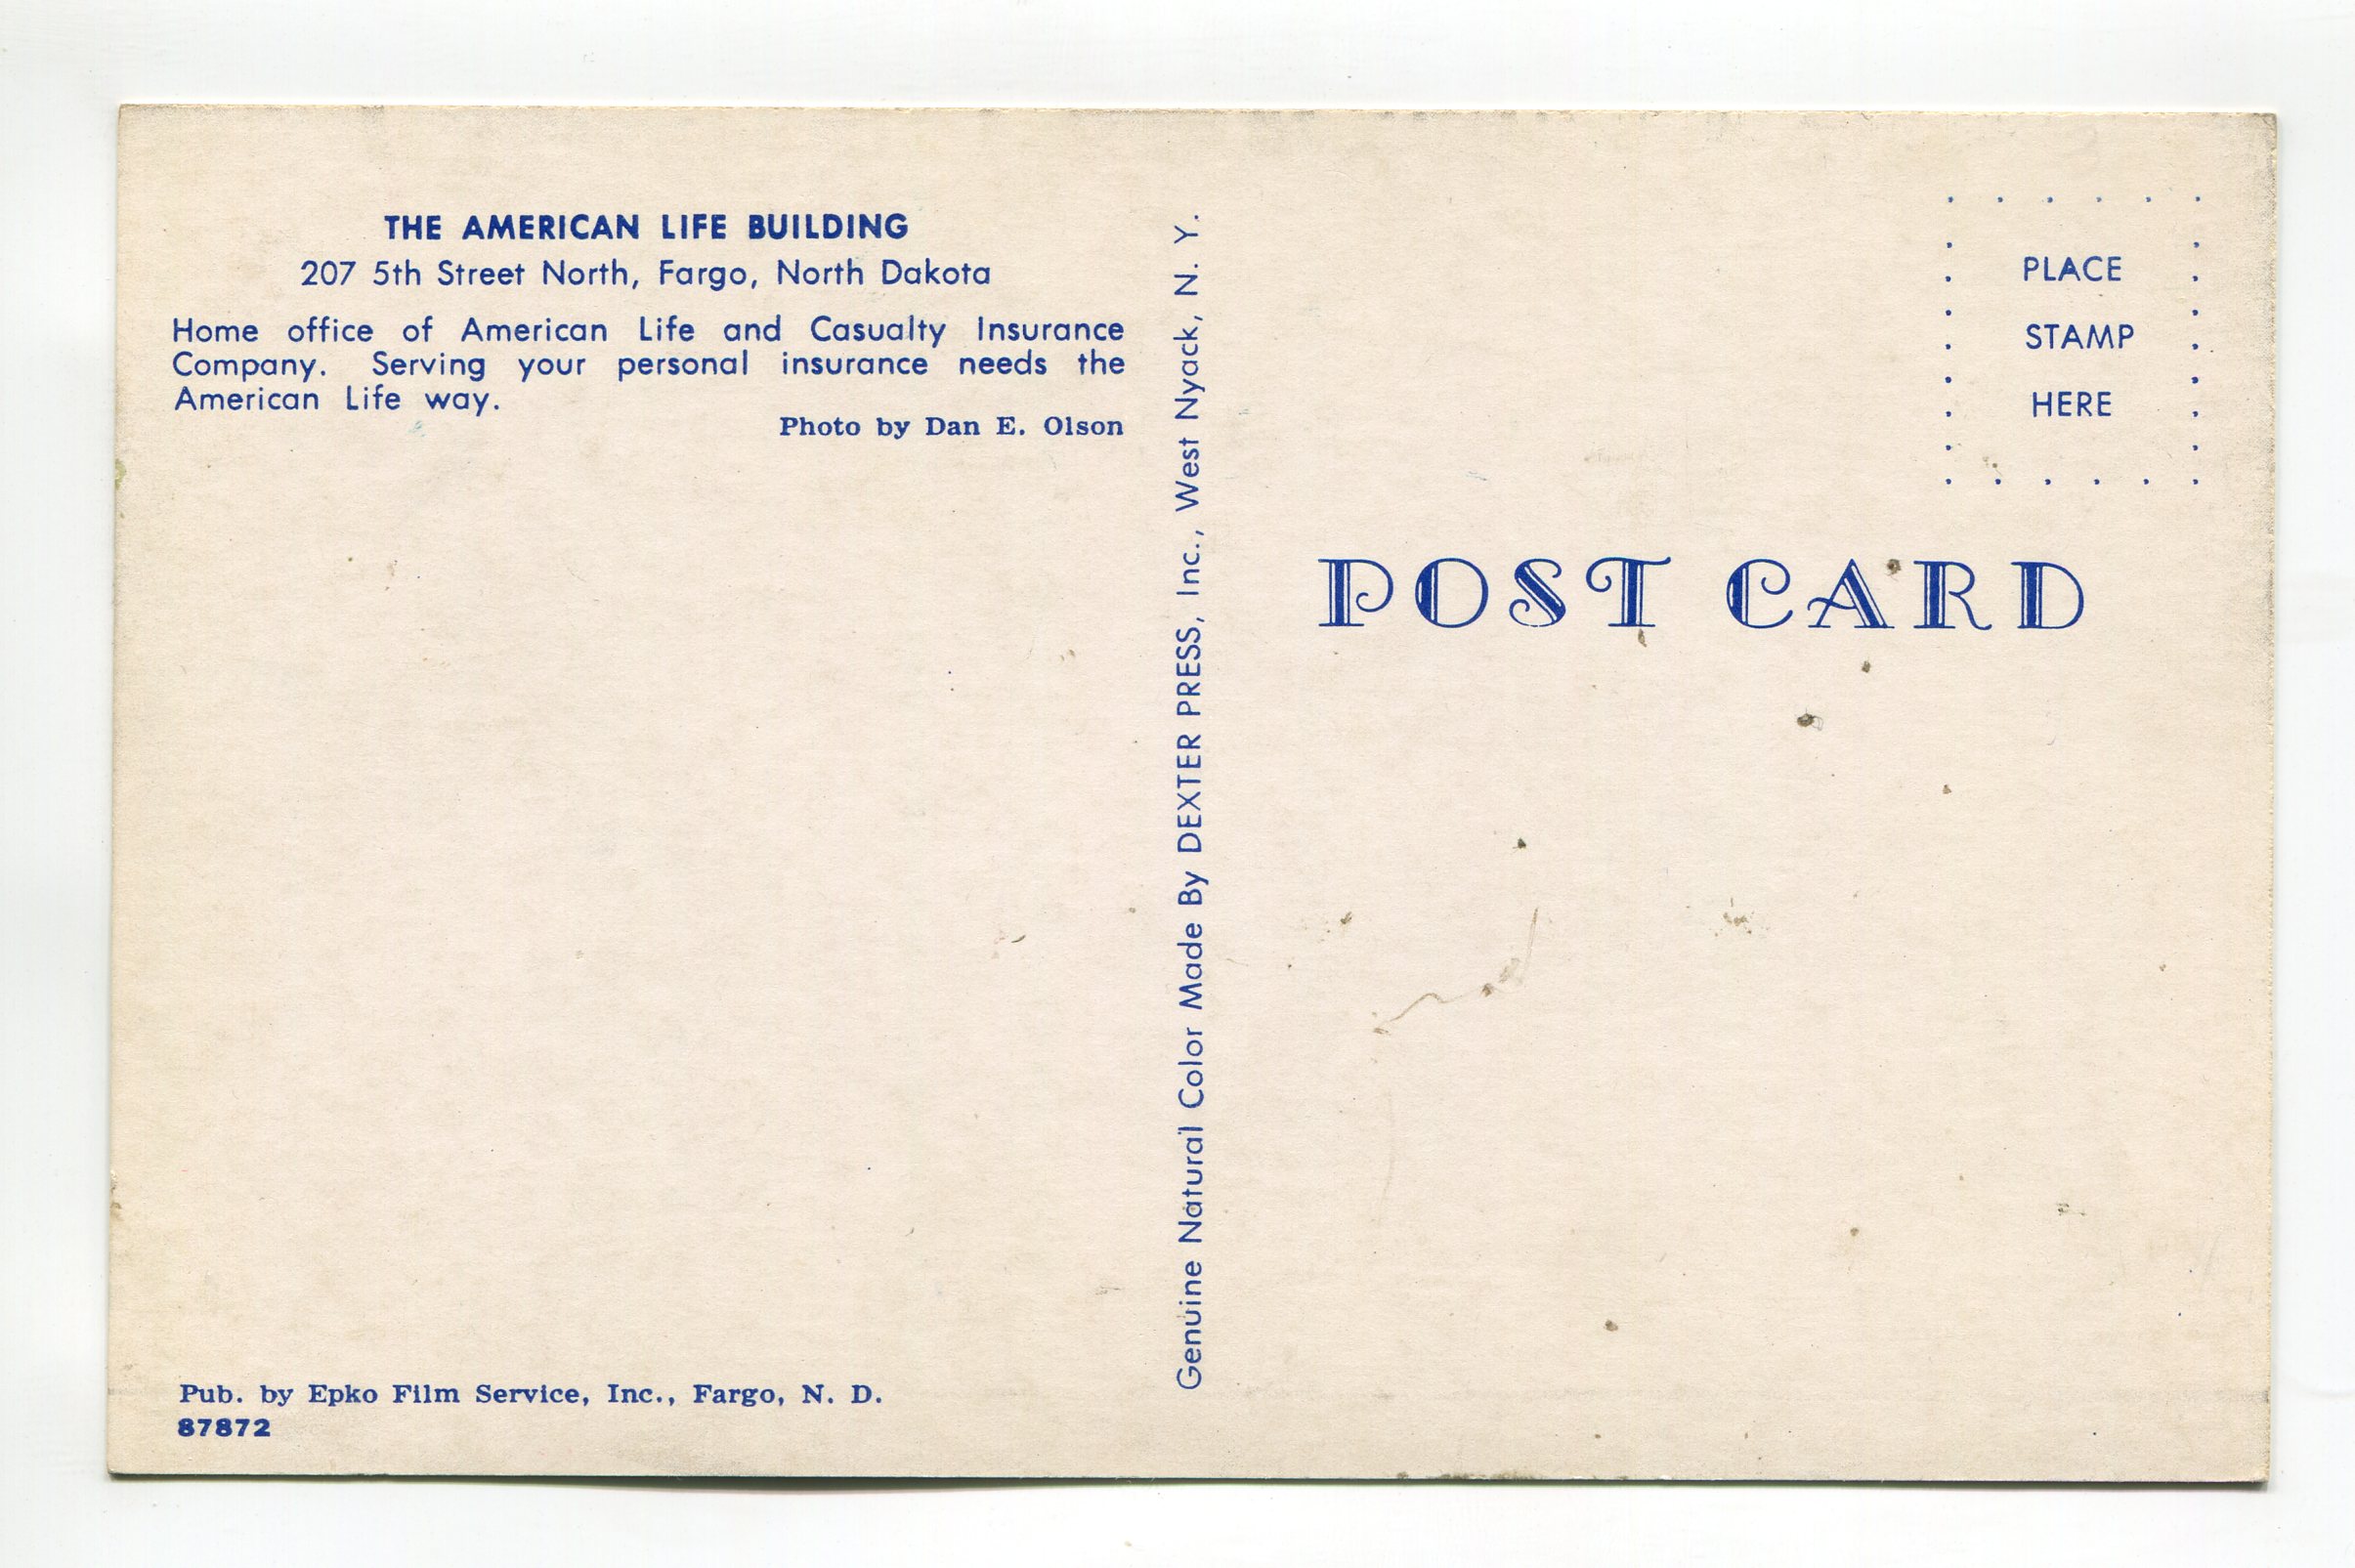 THE AMERICAN LIFE BUILDING
207 5th Street North, Fargo, North Dakota
Home office of American Life and Casualty Insurance
Company. Serving your personal insurance needs the
American Life way.
Photo by Dan E. Olson
Pub. by Epko Film Service, Inc., Fargo, N. D.
87872
Genuine Natural Color Made By DEXTER PRESS, Inc., West Nyack, N. Y.
PLACE
STAMP
HERE
POST CARD